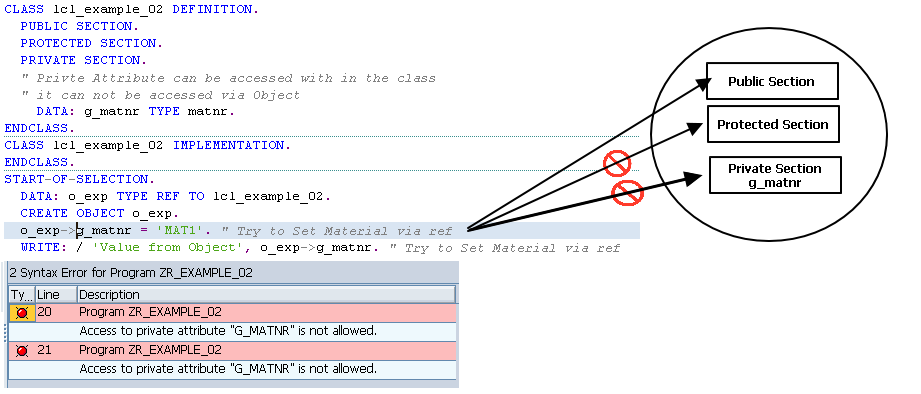 CLASS lcl_example_02 DEFINITION.
PUBLIC SECTION.
PROTECTED SECTION.
PRIVATE SECTION.
" Privte Attribute can be accessed with in the class
" it can not be accessed via Object
DATA: g_matnr TYPE matnr.
ENDCLASS.
CLASS lcl_example_02 IMPLEMENTATION.
ENDCLASS.
START-OF-SELECTION.
DATA: o_exp TYPE REF TO lcl_example_02.
CREATE OBJECT o_exp.
o_exp->g_matnr = 'MAT1'. " Try to Set Material via ref
WRITE: / 'Value from Object', o_exp->g_matnr. " Try to Set Material via ref
Public Section
Protected Section
Private Section
g_matnr
2 Syntax Error for Program ZR_EXAMPLE_02
Ty... Line Description
20 Program ZR_EXAMPLE_02
Access to private attribute "G_MATNR" is not allowed.
21 Program ZR_EXAMPLE_02
Access to private attribute "G_MATNR" is not allowed.